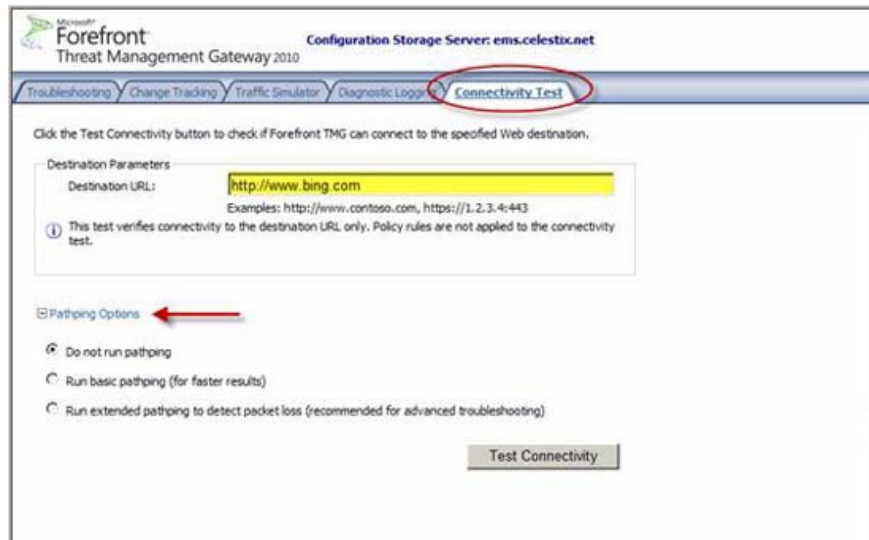 Microsoft®
Forefront
Threat Management Gateway 2010
Configuration Storage Server: ems.celestix.net
Troubleshooting Change Tracking Traffic Simulator Diagnostic Logging Connectivity Test
Click the Test Connectivity button to check if Forefront TMG can connect to the specified Web destination.
Destination Parameters
Destination URL: http://www.bing.com
Examples: http://www.contoso.com, https://1.2.3.4:443
This test verifies connectivity to the destination URL only. Policy rules are not applied to the connectivity
test.
Pathping Options
Do not run pathping
Run basic pathping (for faster results)
Run extended pathping to detect packet loss (recommended for advanced troubleshooting)
Test Connectivity